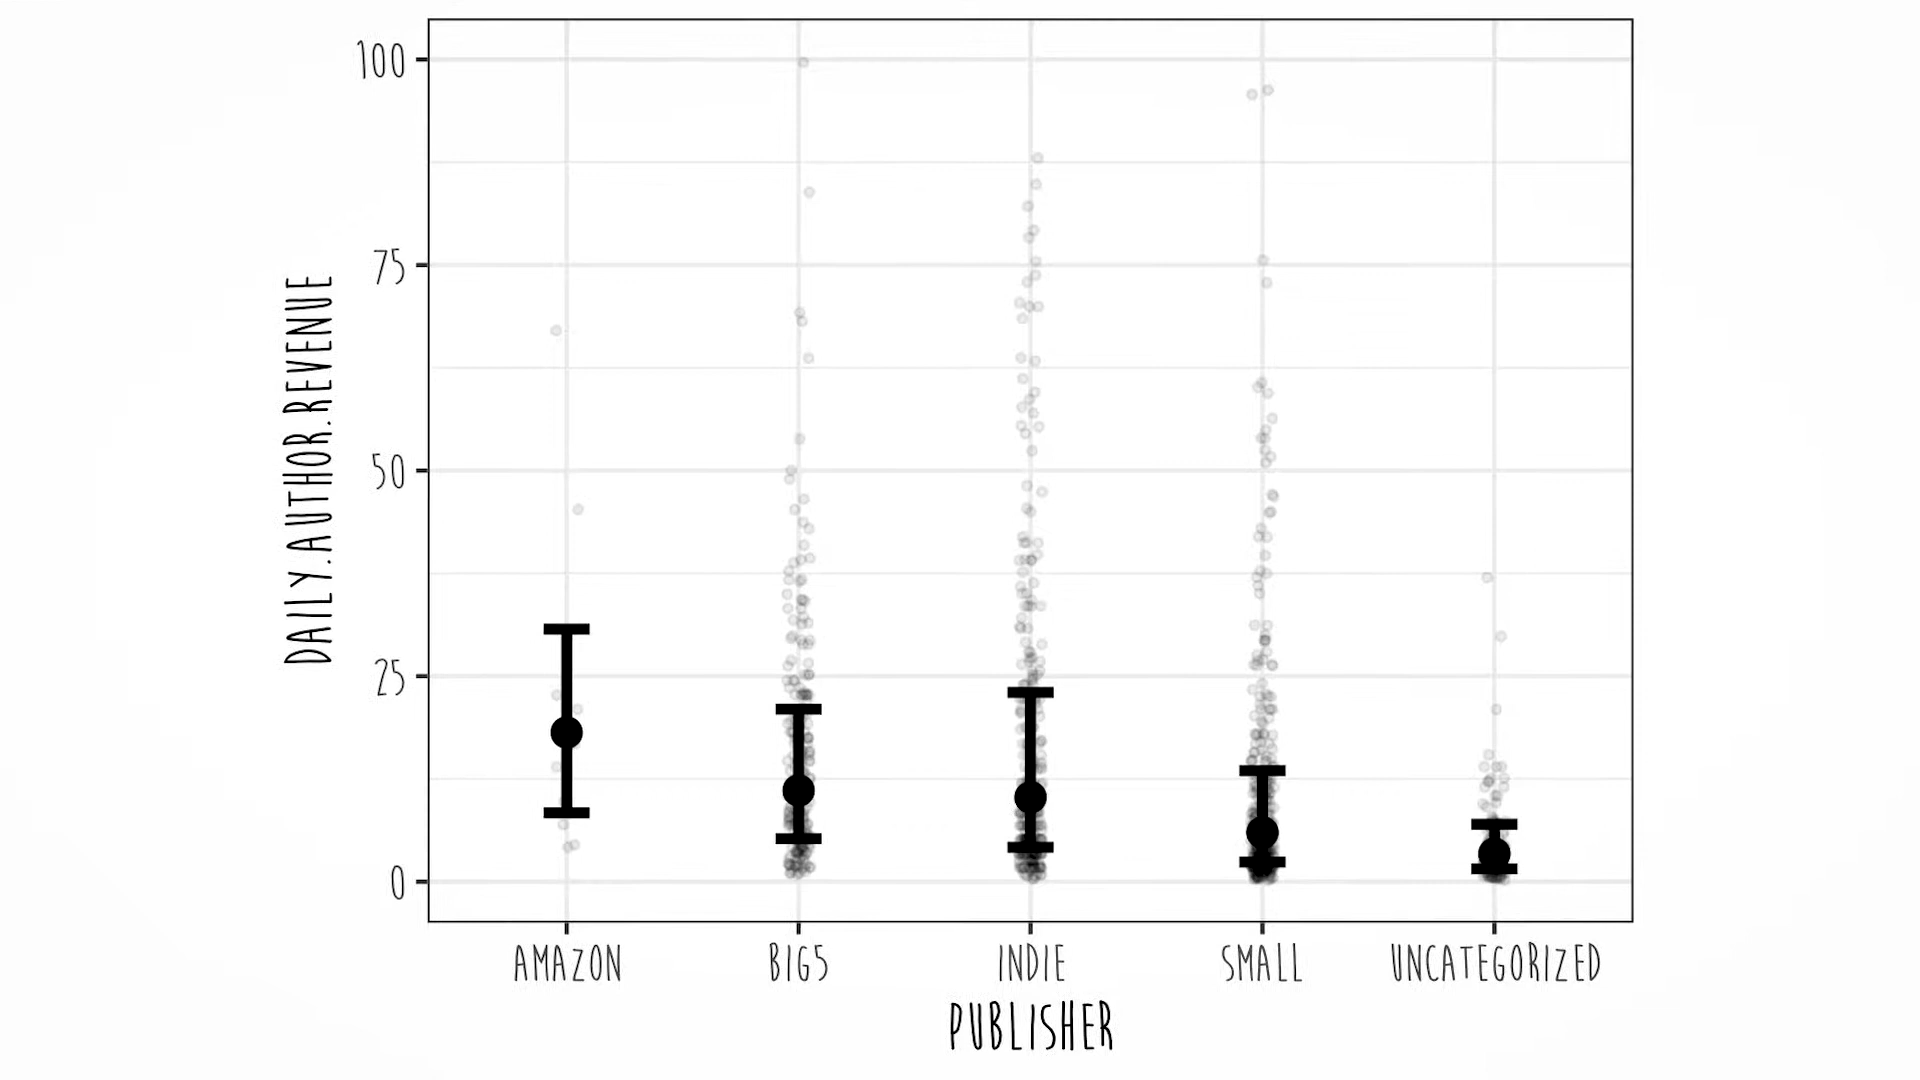 DAILY.AUTHOR.REVENUE
100
75
50
25
0
AMAZON BIG5 INDIE SMALL UNCATEGORIZED
PUBLISHER